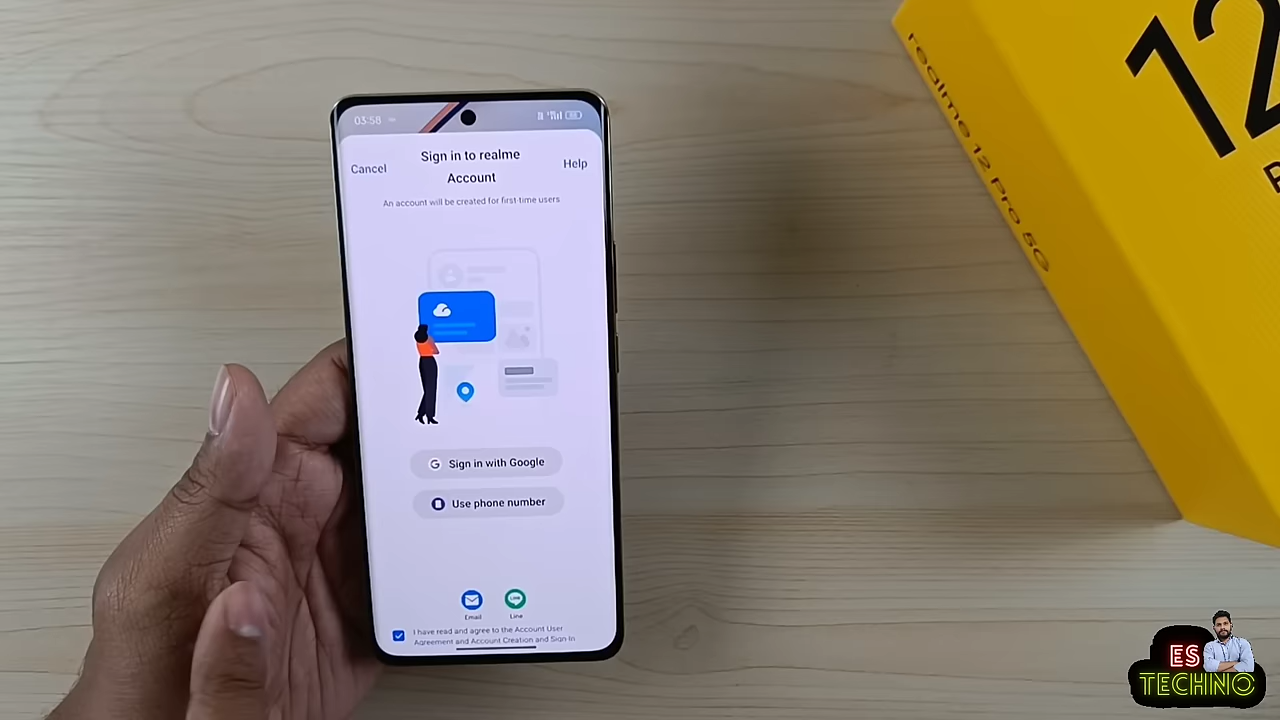 03:58
Cancel
Sign in to realme
Account
Help
An account will be created for first-time users
Sign in with Google
Use phone number
Email
Line
I have read and agree to the Account User
Agreement and Account Creation and Sign-In
realme 12 Pro 5G
12
ES
TECHNO